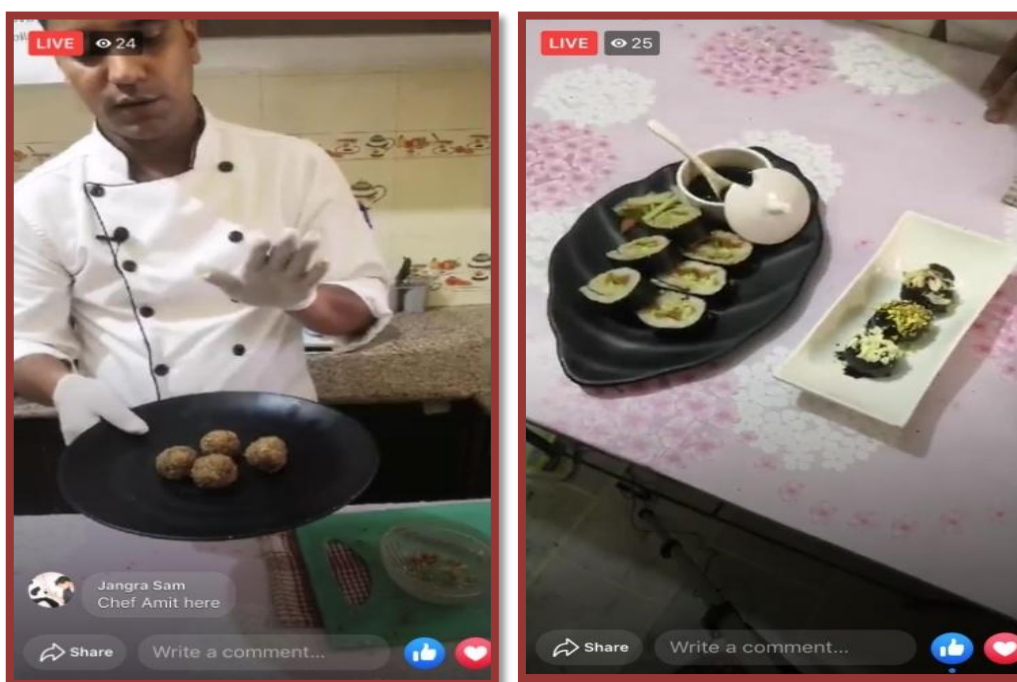 LIVE 24
Jangra Sam
Chef Amit here
Share Write a comment...
LIVE 25
Share Write a comment...